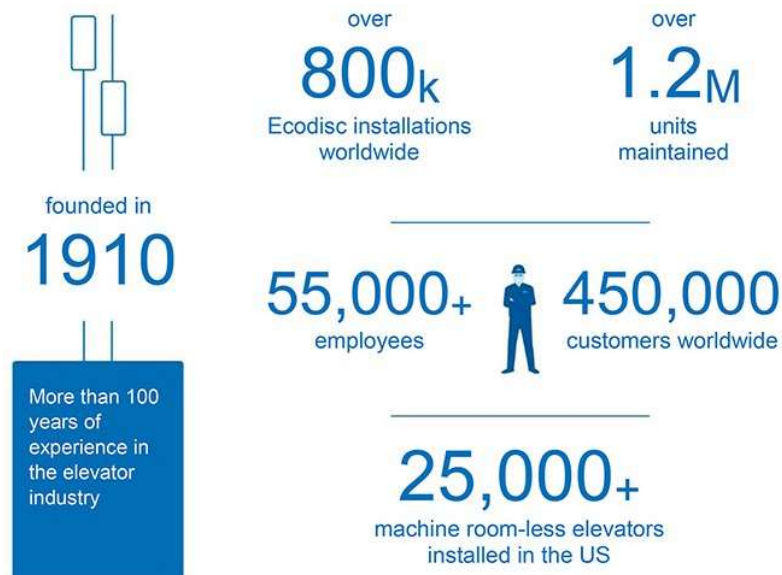 founded in
1910
More than 100
years of
experience in
the elevator
industry
over
800k
Ecodisc installations
worldwide
over
1.2M
units
maintained
55,000+
employees
450,000
customers worldwide
25,000+
machine room-less elevators
installed in the US